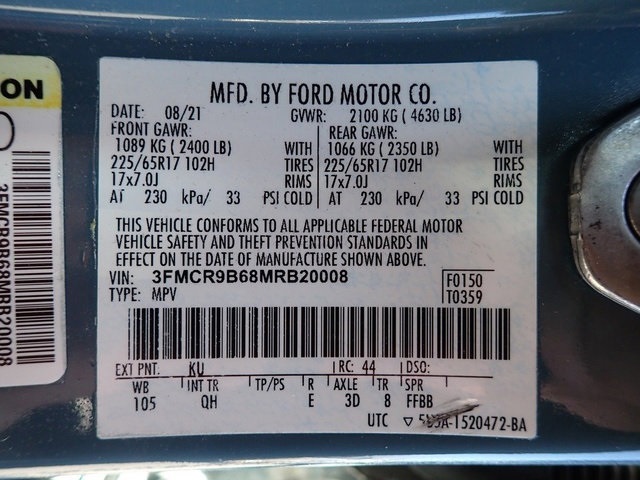 ON
3FMCR9B68MRB20008
MFD. BY FORD MOTOR CO.
DATE: 08/21 GVWR: 2100 KG ( 4630 LB)
FRONT GAWR: REAR GAWR:
1089 KG ( 2400 LB) WITH 1066 KG ( 2350 LB) WITH
225/65R17 102H TIRES 225/65R17 102H TIRES
17x7.0J RIMS 17x7.0J RIMS
AT 230 kPa/ 33 PSI COLD AT 230 kPa/ 33 PSI COLD
THIS VEHICLE CONFORMS TO ALL APPLICABLE FEDERAL MOTOR
VEHICLE SAFETY AND THEFT PREVENTION STANDARDS IN
EFFECT ON THE DATE OF MANUFACTURE SHOWN ABOVE.
VIN: 3FMCR9B68MRB20008 F0150
TYPE: MPV T0359
EXT PNT: KU RC: 44 DSO:
WB INT TR TP/PS R AXLE TR SPR
105 QH E 3D 8 FFBB
UTC -1520472-BA